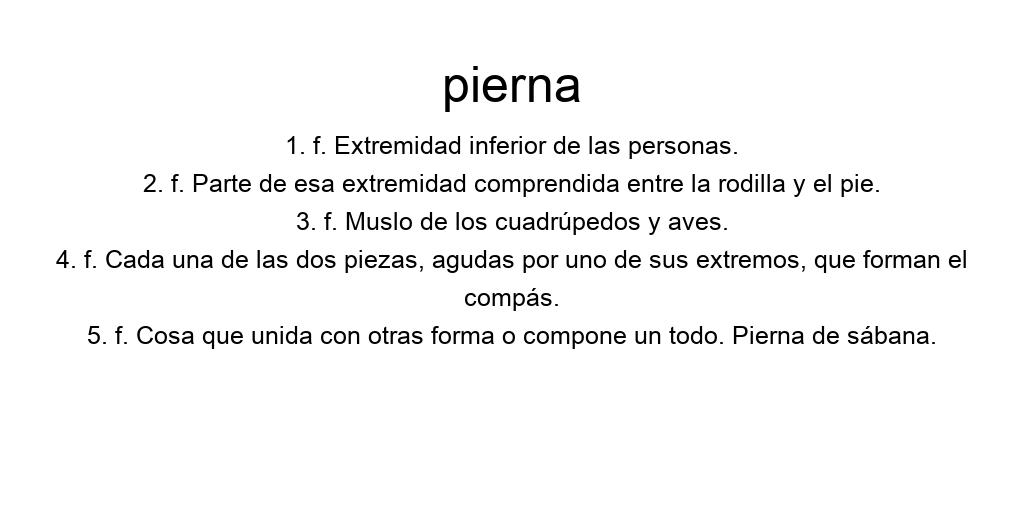 pierna
1. f. Extremidad inferior de las personas.
2. f. Parte de esa extremidad comprendida entre la rodilla y el pie.
3. f. Muslo de los cuadrúpedos y aves.
4. f. Cada una de las dos piezas, agudas por uno de sus extremos, que forman el
compás.
5. f. Cosa que unida con otras forma o compone un todo. Pierna de sábana.